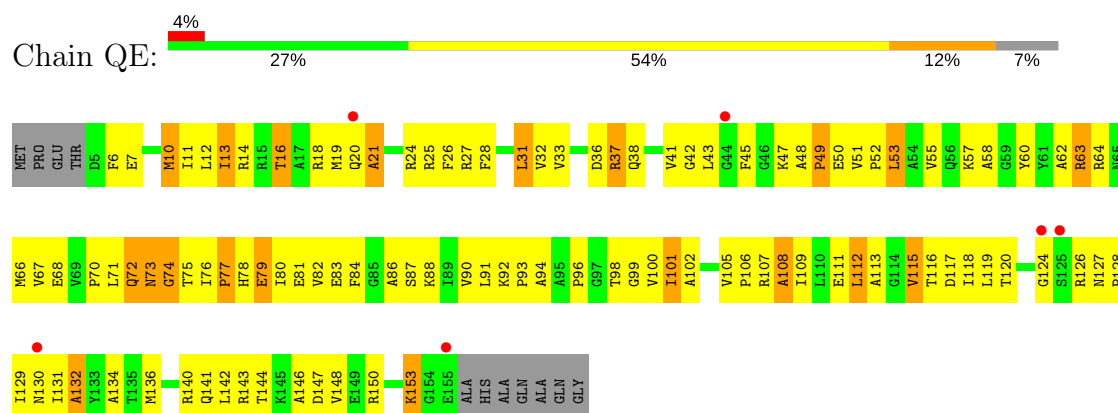 4%
Chain QE:
27% 54% 12% 7%
MET PRO GLU THR D5 F6 E7 M10 I11 L12 I13 R14 R15 T16 A17 R18 M19 Q20 A21 R24 R25 F26 R27 F28 L31 V32 V33 D36 R37 Q38 V41 G42 L43 G44 F45 G46 K47 A48 P49 E50 V51 P52 L53 A54 V55 Q56 K57 A58 G59 Y60 Y61 A62 R63 R64 N65
M66 V67 E68 V69 P70 L71 Q72 N73 G74 T75 I76 P77 H78 E79 I80 E81 V82 E83 F84 G85 A86 S87 K88 I89 V90 L91 K92 P93 A94 A95 P96 G97 T98 G99 V100 I101 A102 V105 P106 R107 A108 I109 L110 E111 L112 A113 G114 V115 T116 D117 I118 L119 T120 G124 S125 R126 N127 P128
I129 N130 I131 A132 Y133 A134 T135 M136 R140 Q141 L142 R143 T144 K145 A146 D147 V148 E149 R150 K153 G154 E155 ALA HIS ALA GLN ALA GLN GLY